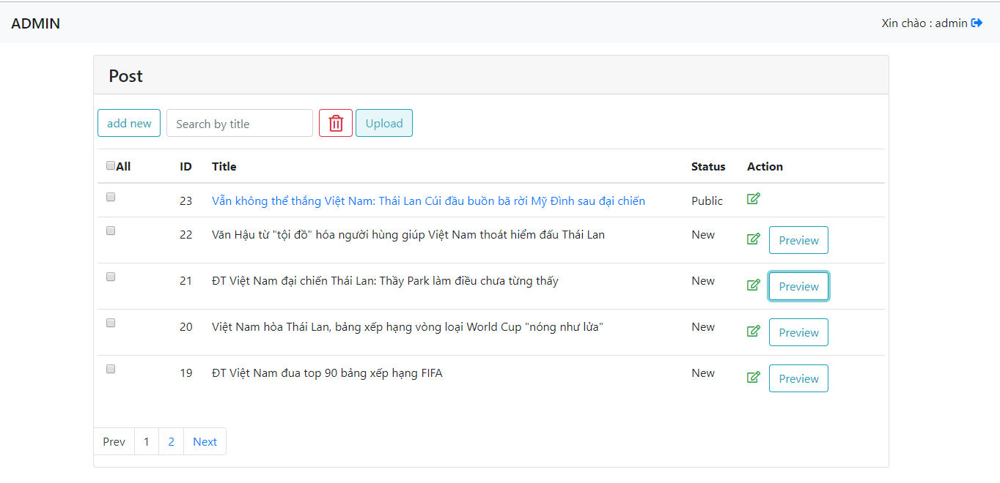 ADMIN
Xin chào : admin
Post
add new
Search by title
Upload
All ID Title Status Action
23 Vẫn không thể thắng Việt Nam: Thái Lan Cúi đầu buồn bã rời Mỹ Đình sau đại chiến Public
22 Văn Hậu từ "tội đồ" hóa người hùng giúp Việt Nam thoát hiểm đấu Thái Lan New Preview
21 ĐT Việt Nam đại chiến Thái Lan: Thầy Park làm điều chưa từng thấy New Preview
20 Việt Nam hòa Thái Lan, bảng xếp hạng vòng loại World Cup "nóng như lửa" New Preview
19 ĐT Việt Nam đua top 90 bảng xếp hạng FIFA New Preview
Prev 1 2 Next